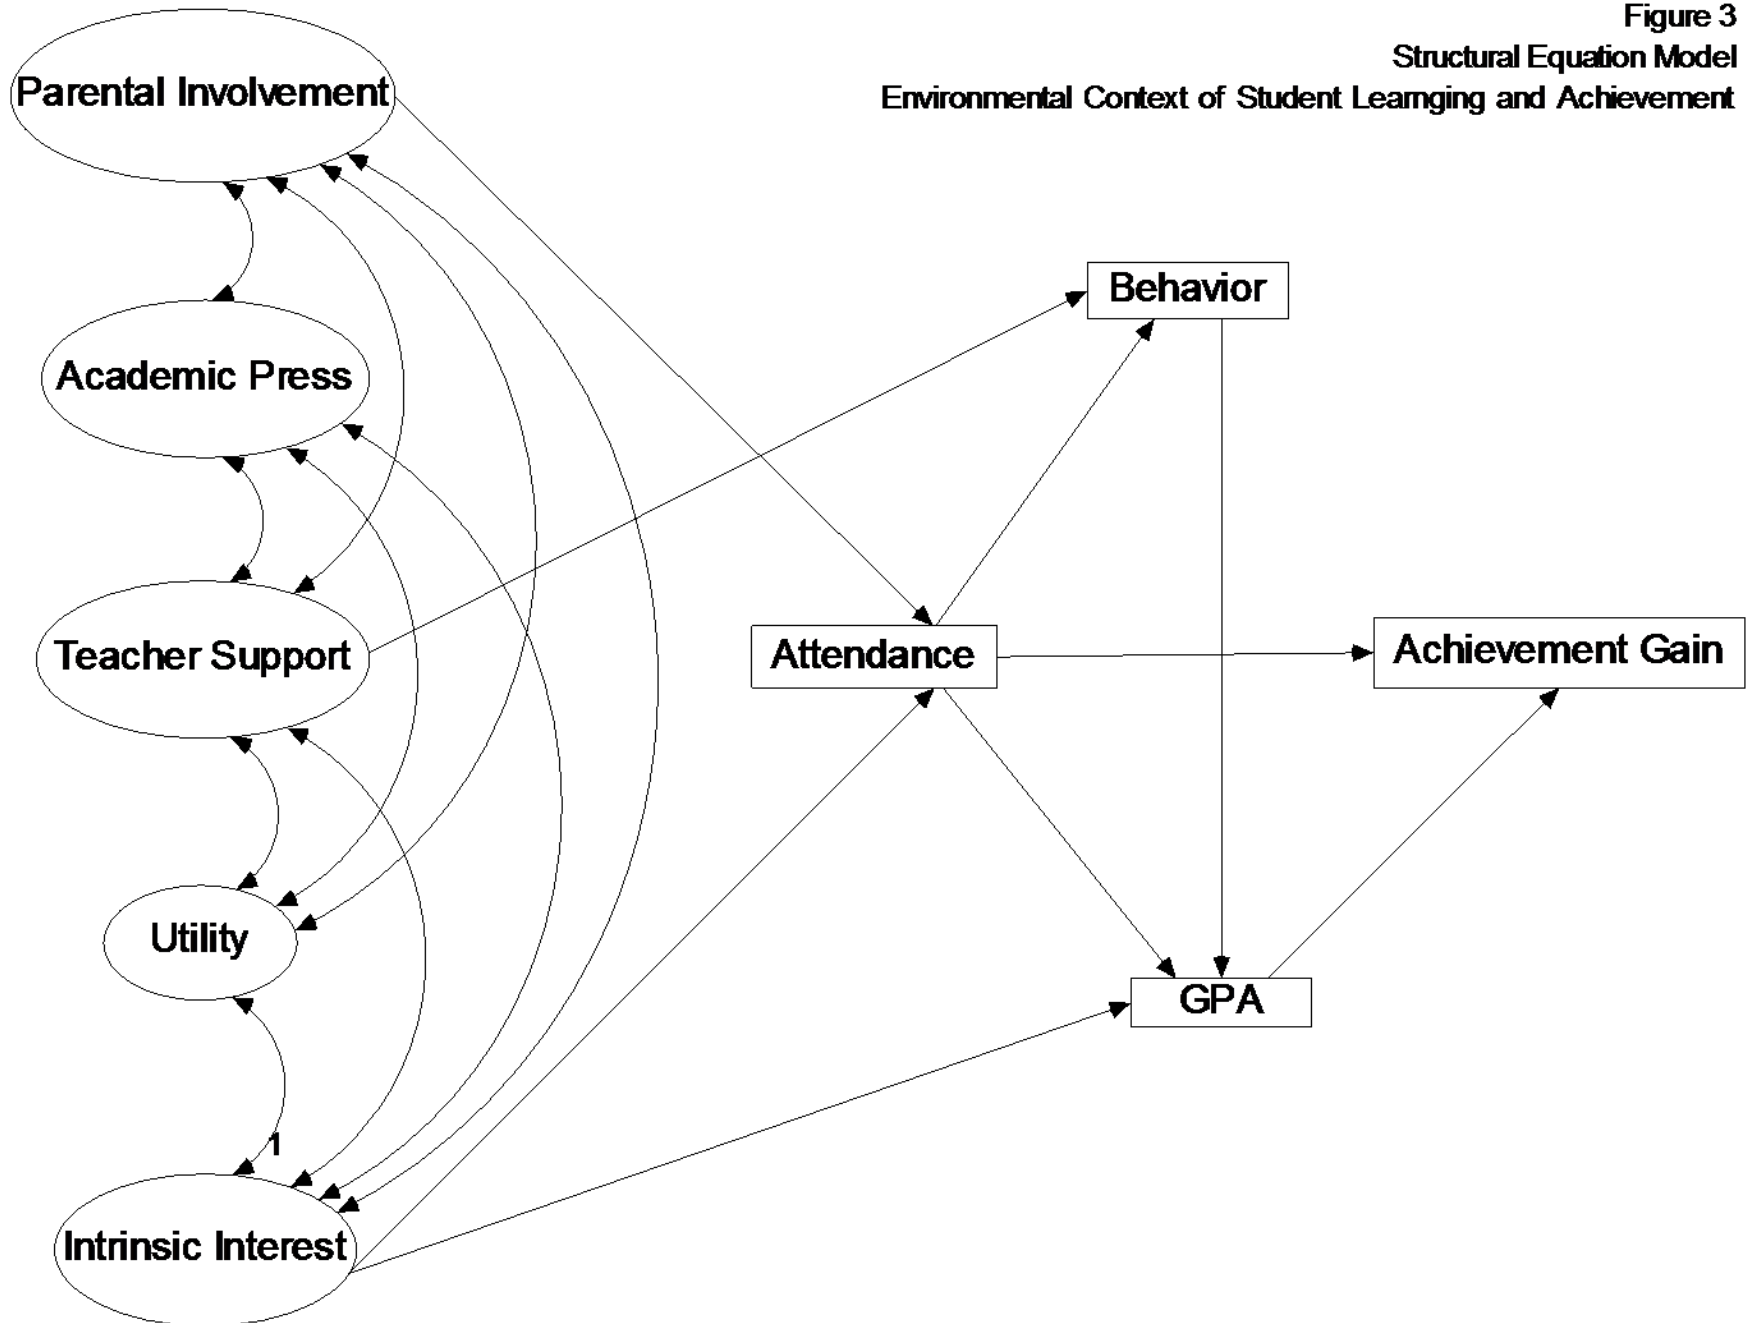 Figure 3
Structural Equation Model
Environmental Context of Student Learnging and Achievement
Parental Involvement
Behavior
Academic Press
Teacher Support
Attendance
Achievement Gain
Utility
GPA
1
Intrinsic Interest